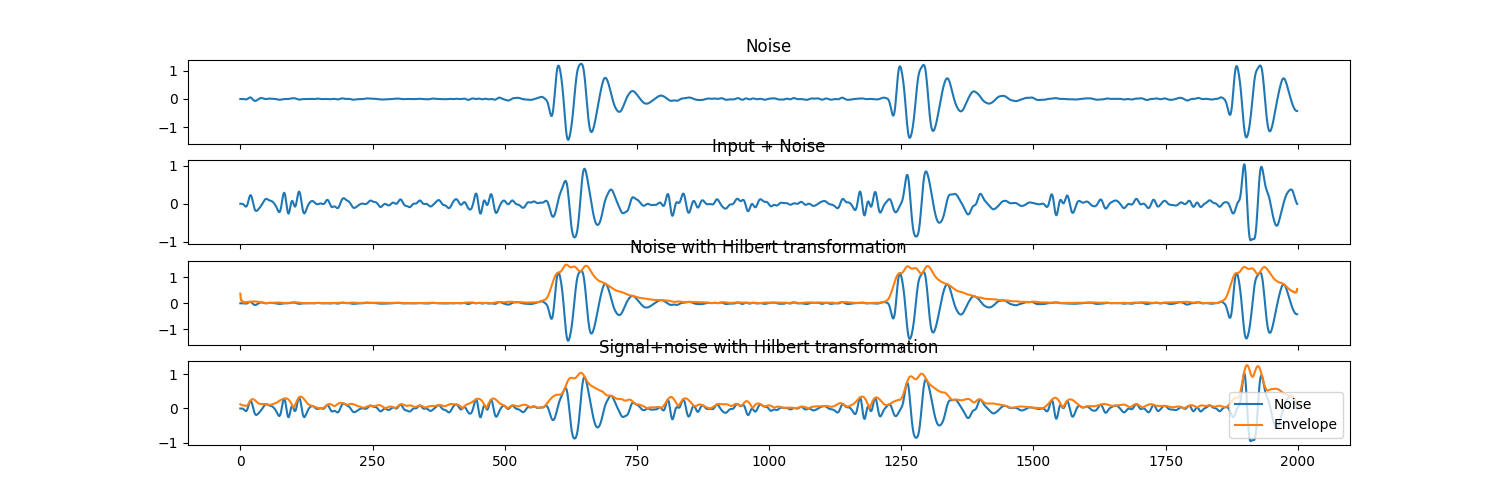 Noise
1
0
−1
Input + Noise
1
0
−1
Noise with Hilbert transformation
1
0
−1
Signal+noise with Hilbert transformation
1
0
−1
Noise
Envelope
0 250 500 750 1000 1250 1500 1750 2000